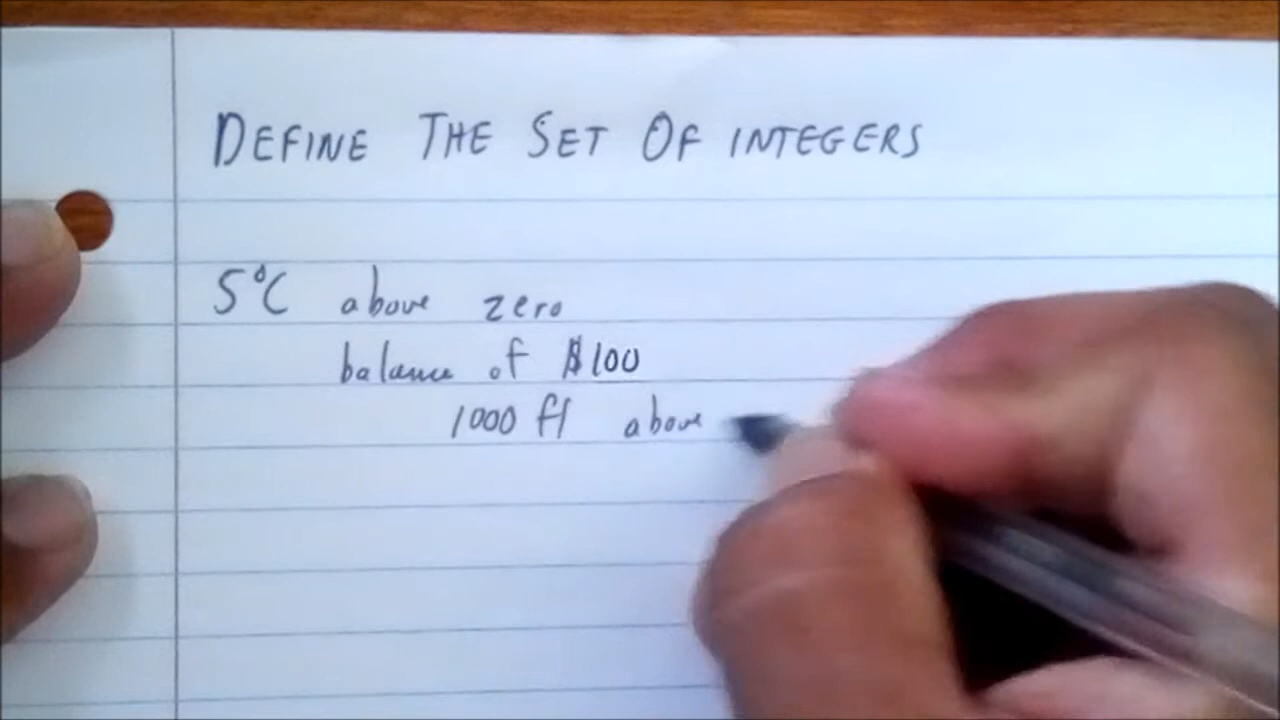 DEFINE THE SET OF INTEGERS
5°C above zero
balance of $100
1000 ft above